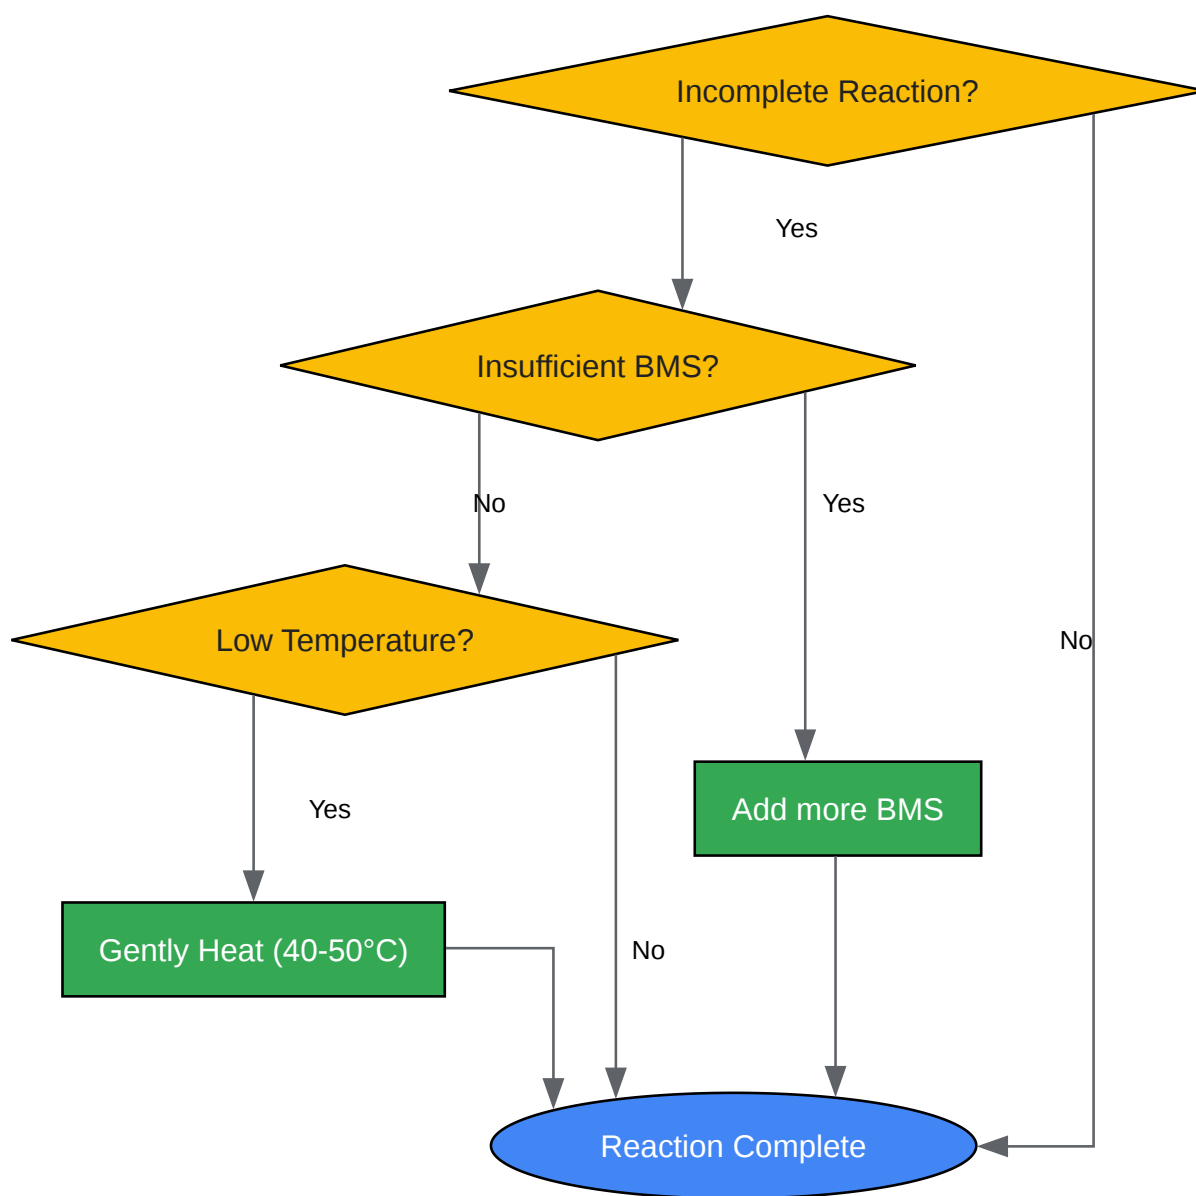 Incomplete Reaction?
Yes
Insufficient BMS?
No
Yes
Low Temperature?
No
Yes
Add more BMS
Gently Heat (40-50°C)
No
Reaction Complete